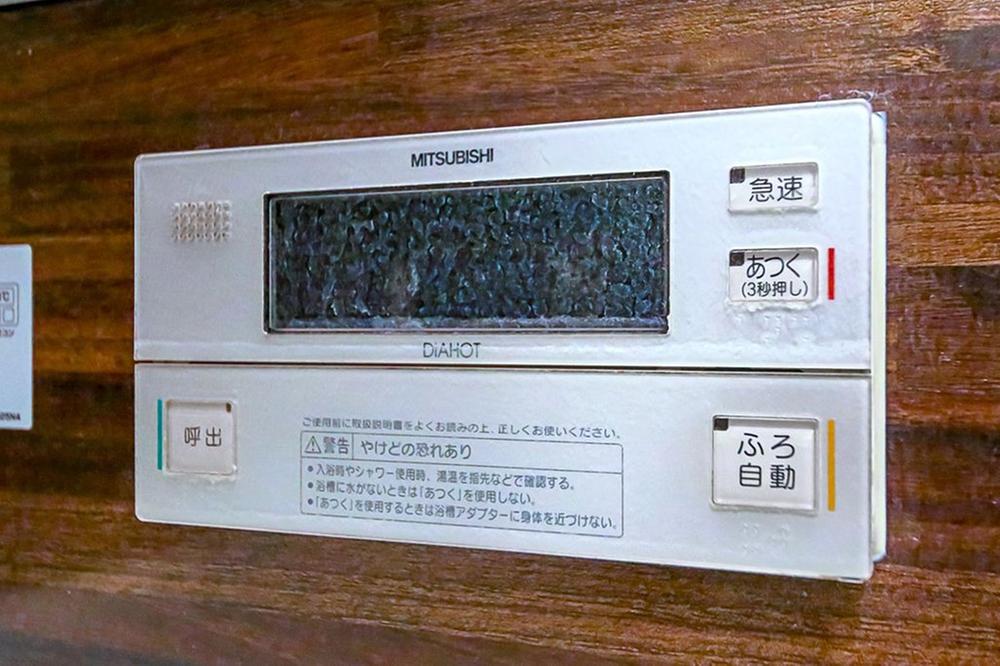 MITSUBISHI
急速
あつく
(3秒押し)
DiAHOT
呼出
ご使用前に取扱説明書をよくお読みの上、正しくお使いください。
⚠警告 やけどの恐れあり
•入浴時やシャワー使用時、湯温を指先などで確認する。
•浴槽に水がないときは「あつく」を使用しない。
•「あつく」を使用するときは浴槽アダプターに身体を近づけない。
ふろ
自動